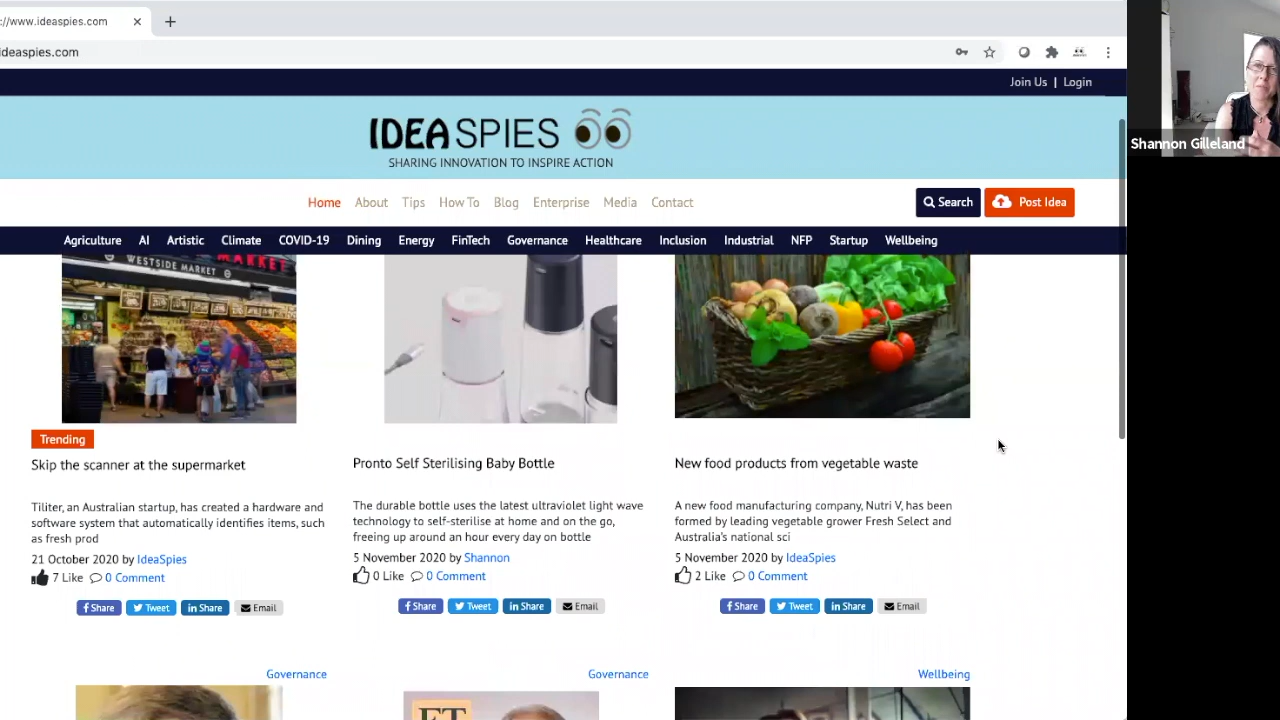 ://www.ideaspies.com
deaspies.com
Join Us | Login
IDEASPIES
SHARING INNOVATION TO INSPIRE ACTION
Home About Tips How To Blog Enterprise Media Contact
Search Post Idea
Agriculture AI Artistic Climate COVID-19 Dining Energy FinTech Governance Healthcare Inclusion Industrial NFP Startup Wellbeing
Shannon Gilleland
WESTSIDE MARKET
MARKET
Trending
Skip the scanner at the supermarket
Tiliter, an Australian startup, has created a hardware and
software system that automatically identifies items, such
as fresh prod
21 October 2020 by IdeaSpies
7 Like 0 Comment
Share Tweet Share Email
Pronto Self Sterilising Baby Bottle
The durable bottle uses the latest ultraviolet light wave
technology to self-sterilise at home and on the go,
freeing up around an hour every day on bottle
5 November 2020 by Shannon
0 Like 0 Comment
Share Tweet Share Email
New food products from vegetable waste
A new food manufacturing company, Nutri V, has been
formed by leading vegetable grower Fresh Select and
Australia's national sci
5 November 2020 by IdeaSpies
2 Like 0 Comment
Share Tweet Share Email
Governance
Governance
Wellbeing
FT